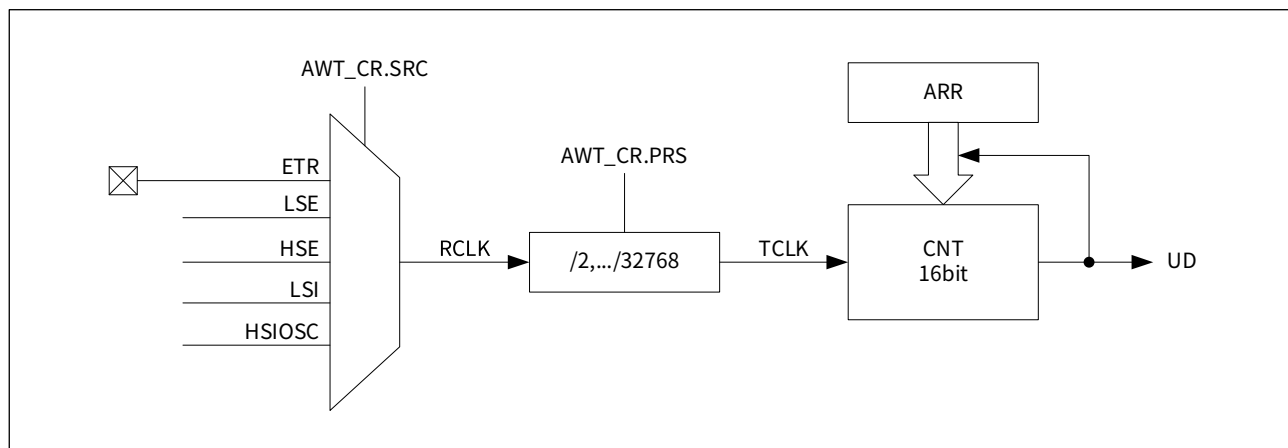 AWT_CR.SRC
ARR
AWT_CR.PRS
ETR
LSE
HSE
LSI
HSIOSC
RCLK
/2,.../32768
TCLK
CNT
16bit
UD